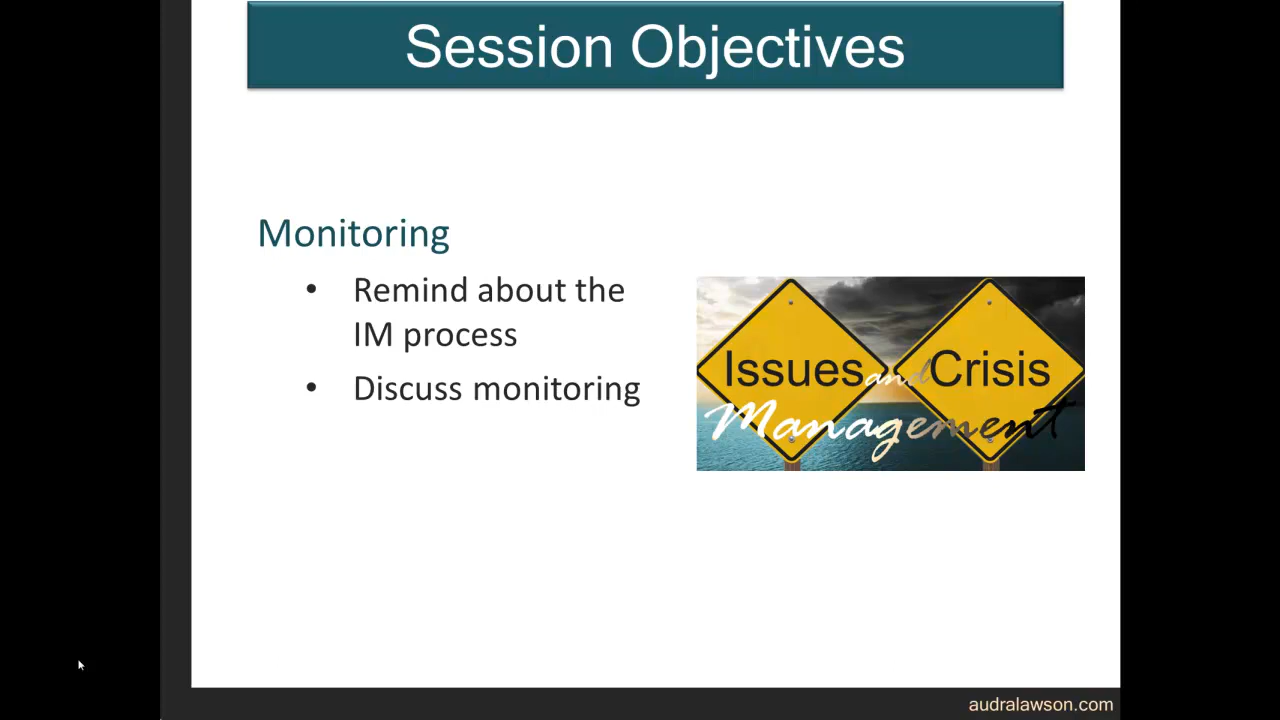 Session Objectives
Monitoring
• Remind about the
IM process
• Discuss monitoring
Issues and Crisis
Management
audralawson.com